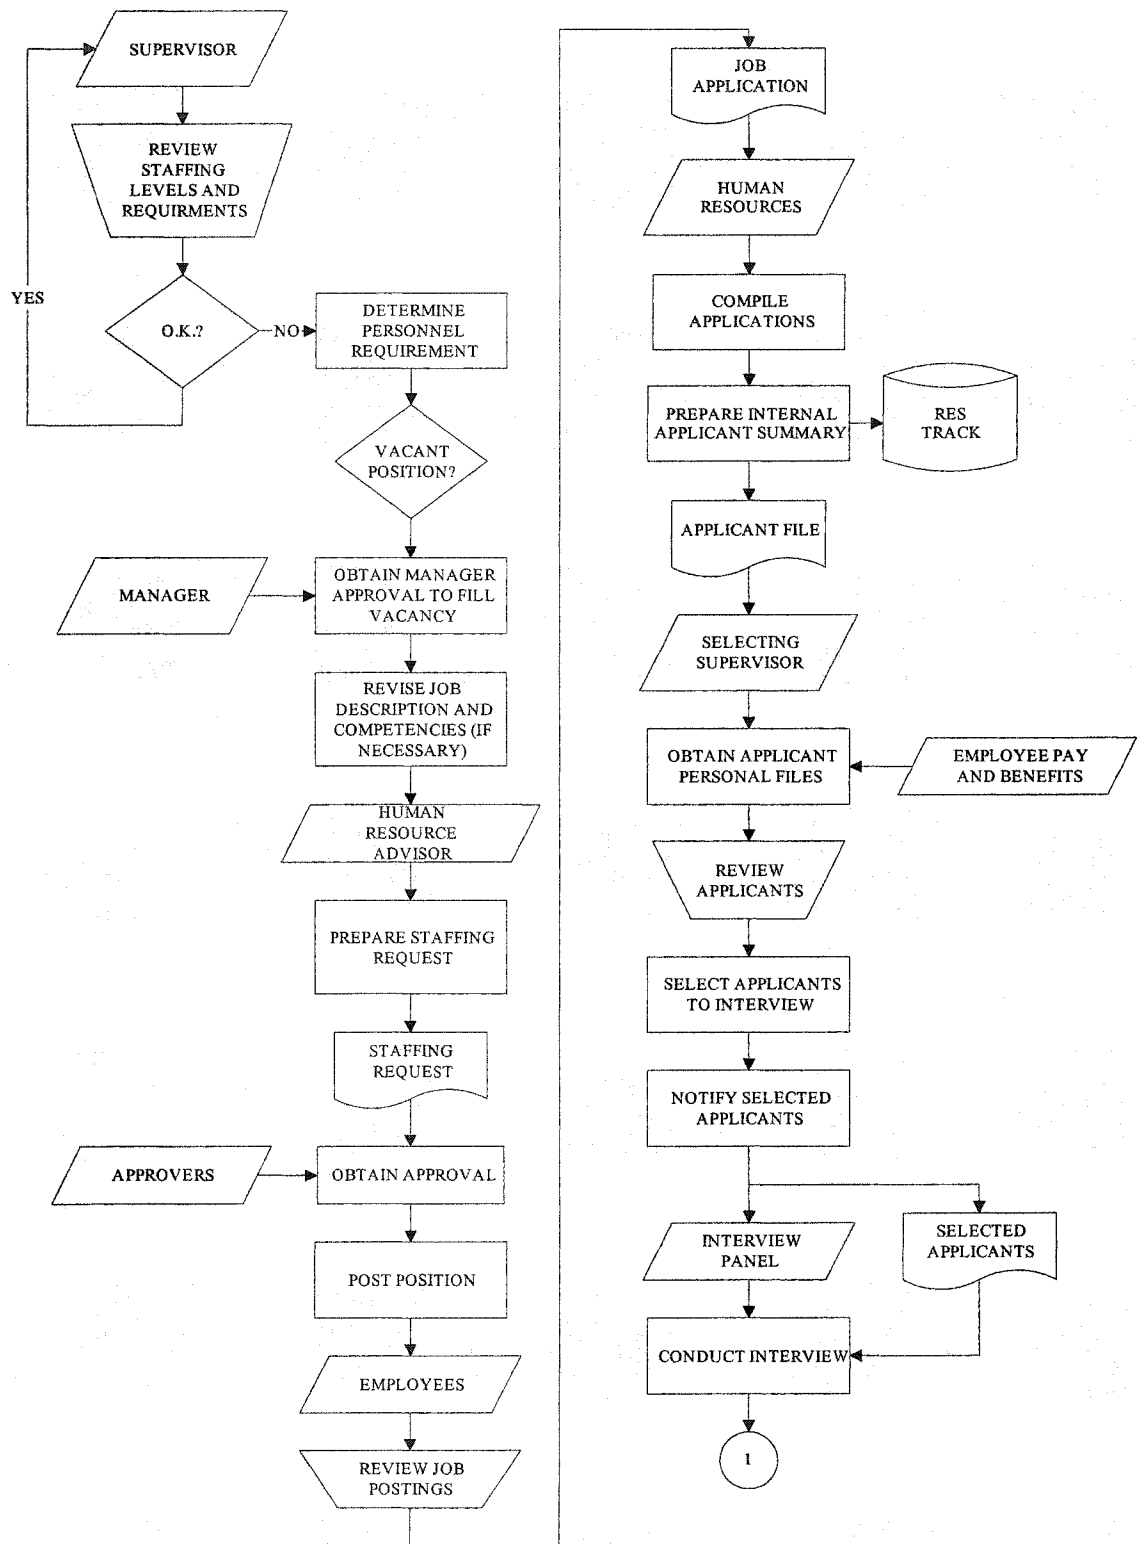 SUPERVISOR
REVIEW
STAFFING
LEVELS AND
REQUIRMENTS
YES
O.K.?
NO
DETERMINE
PERSONNEL
REQUIREMENT
VACANT
POSITION?
MANAGER
OBTAIN MANAGER
APPROVAL TO FILL
VACANCY
REVISE JOB
DESCRIPTION AND
COMPETENCIES (IF
NECESSARY)
HUMAN
RESOURCE
ADVISOR
PREPARE STAFFING
REQUEST
STAFFING
REQUEST
APPROVERS
OBTAIN APPROVAL
POST POSITION
EMPLOYEES
REVIEW JOB
POSTINGS
JOB
APPLICATION
HUMAN
RESOURCES
COMPILE
APPLICATIONS
PREPARE INTERNAL
APPLICANT SUMMARY
RES
TRACK
APPLICANT FILE
SELECTING
SUPERVISOR
OBTAIN APPLICANT
PERSONAL FILES
EMPLOYEE PAY
AND BENEFITS
REVIEW
APPLICANTS
SELECT APPLICANTS
TO INTERVIEW
NOTIFY SELECTED
APPLICANTS
INTERVIEW
PANEL
SELECTED
APPLICANTS
CONDUCT INTERVIEW
1